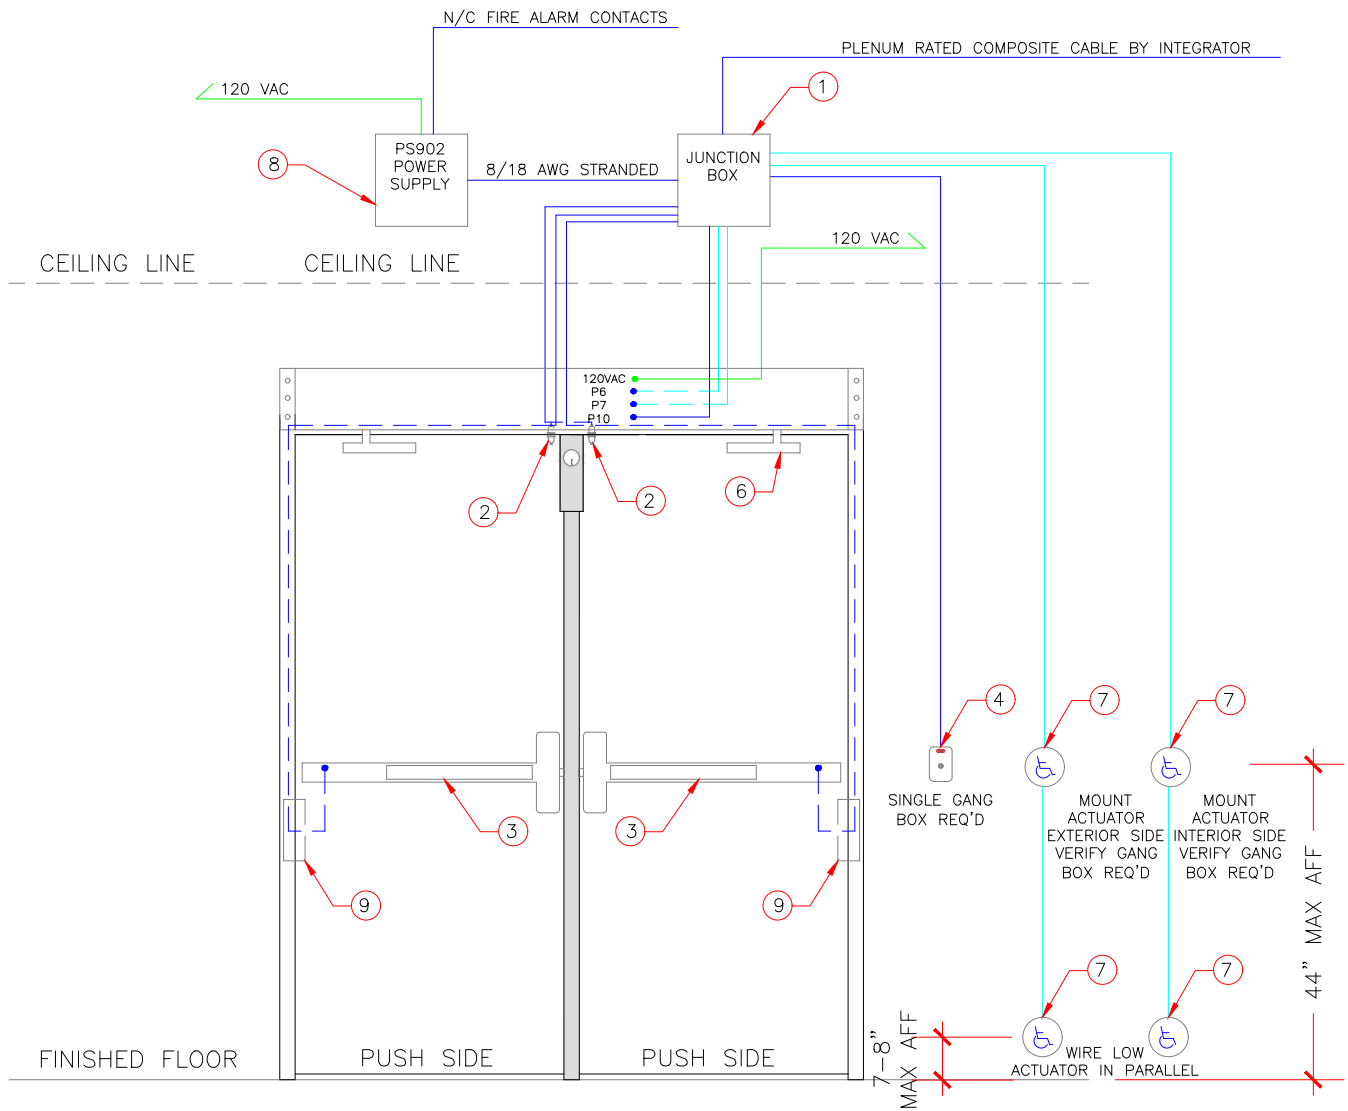 N/C FIRE ALARM CONTACTS
PLENUM RATED COMPOSITE CABLE BY INTEGRATOR
120 VAC
1
PS902
POWER
SUPPLY
8
8/18 AWG STRANDED
JUNCTION
BOX
120 VAC
CEILING LINE
CEILING LINE
120VAC
P6
P7
P10
2
2
6
3
3
4
7
7
SINGLE GANG
BOX REQ'D
MOUNT
ACTUATOR
EXTERIOR SIDE
VERIFY GANG
BOX REQ'D
MOUNT
ACTUATOR
INTERIOR SIDE
VERIFY GANG
BOX REQ'D
9
9
44" MAX AFF
7
7
7-8"
MAX AFF
WIRE LOW
ACTUATOR IN PARALLEL
FINISHED FLOOR
PUSH SIDE
PUSH SIDE